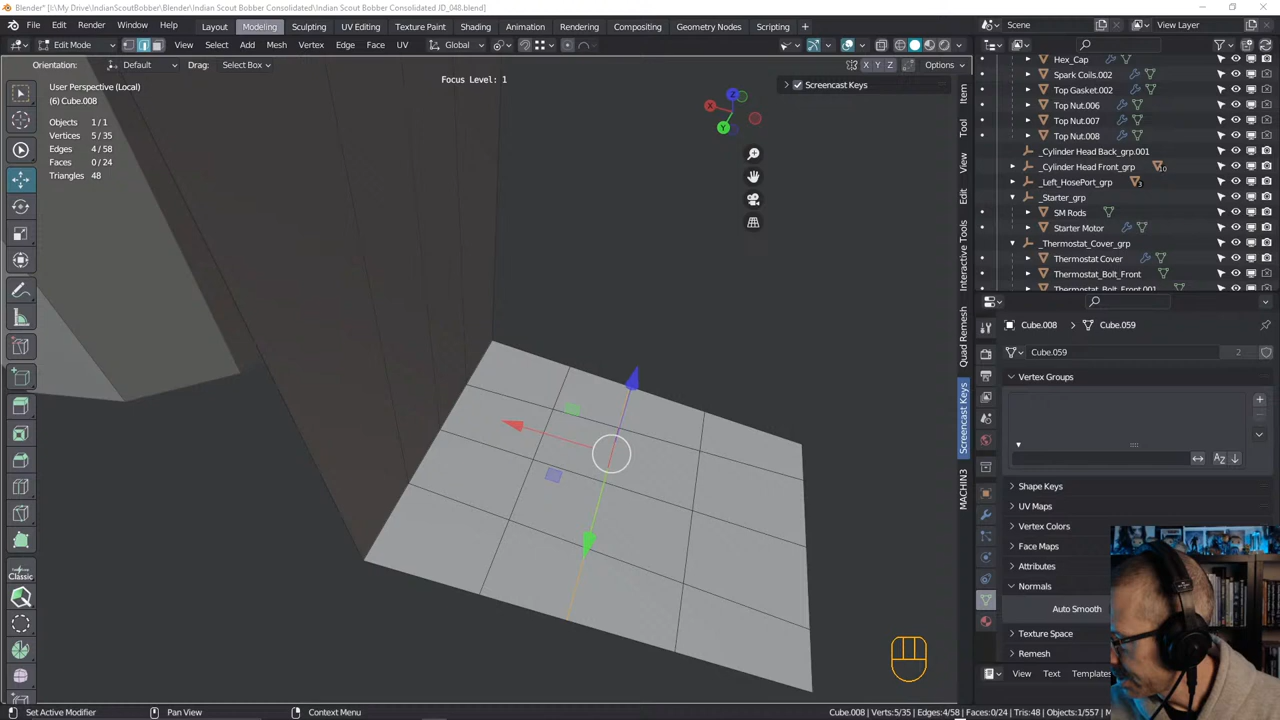 Blender* [I:\My Drive\IndianScoutBobber\Blender\Indian Scout Bobber Consolidated\Indian Scout Bobber Consolidated JD_048.blend]
File Edit Render Window Help Layout Modeling Sculpting UV Editing Texture Paint Shading Animation Rendering Compositing Geometry Nodes Scripting + Scene View Layer
Edit Mode View Select Add Mesh Vertex Edge Face UV Global
Orientation: Default Drag: Select Box X Y Z Options
User Perspective (Local)
(6) Cube.008
Objects 1 / 1
Vertices 5 / 35
Edges 4 / 58
Faces 0 / 24
Triangles 48
Focus Level: 1
Screencast Keys
Z
X
Y
Classic
Item
Tool
View
Edit
Interactive Tools
Quad Remesh
Screencast Keys
MACHIN3
Hex_Cap
Spark Coils.002
Top Gasket.002
Top Nut.006
Top Nut.007
Top Nut.008
_Cylinder Head Back_grp.001
_Cylinder Head Front_grp 10
_Left_HosePort_grp 3
_Starter_grp
SM Rods
Starter Motor
_Thermostat_Cover_grp
Thermostat Cover
Thermostat_Bolt_Front
Thermostat_Bolt_Front.001
Cube.008 Cube.059
Cube.059 2
Vertex Groups
Shape Keys
UV Maps
Vertex Colors
Face Maps
Attributes
Normals
Auto Smooth
Texture Space
Remesh
View Text Templates
Set Active Modifier Pan View Context Menu Cube.008 | Verts:5/35 | Edges:4/58 | Faces:0/24 | Tris:48 | Objects:1/557